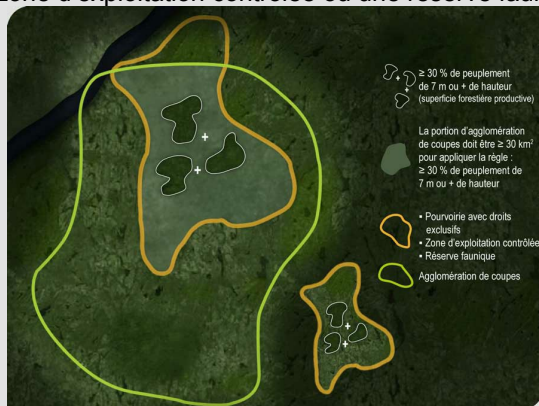 zone d'exploitation contrôlée ou une réserve faun
≥ 30 % de peuplement
de 7 m ou + de hauteur
(superficie forestière productive)
La portion d'agglomération
de coupes doit être ≥ 30 km²
pour appliquer la règle :
≥ 30 % de peuplement de
7 m ou + de hauteur
• Pourvoirie avec droits
exclusifs
• Zone d'exploitation contrôlée
• Réserve faunique
Agglomération de coupes